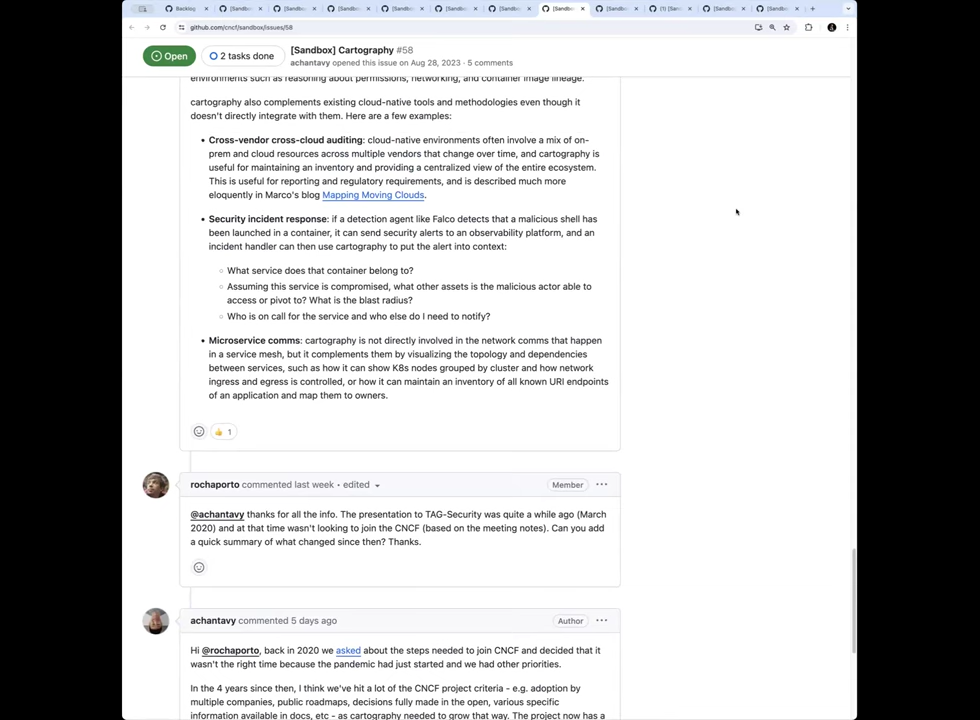 Backlog
[Sandbo
[Sandbo
[Sandbo
[Sandbo
[Sandbo
[Sandbo
[Sandbo
[Sandbo
(1) [San
[Sandbo
[Sandbo
github.com/cncf/sandbox/issues/58
Open
2 tasks done
[Sandbox] Cartography #58
achantavy opened this issue on Aug 28, 2023 · 5 comments
environments such as reasoning about permissions, networking, and container image lineage.
cartography also complements existing cloud-native tools and methodologies even though it
doesn't directly integrate with them. Here are a few examples:
• Cross-vendor cross-cloud auditing: cloud-native environments often involve a mix of on-
prem and cloud resources across multiple vendors that change over time, and cartography is
useful for maintaining an inventory and providing a centralized view of the entire ecosystem.
This is useful for reporting and regulatory requirements, and is described much more
eloquently in Marco's blog Mapping Moving Clouds.
• Security incident response: if a detection agent like Falco detects that a malicious shell has
been launched in a container, it can send security alerts to an observability platform, and an
incident handler can then use cartography to put the alert into context:
○ What service does that container belong to?
○ Assuming this service is compromised, what other assets is the malicious actor able to
access or pivot to? What is the blast radius?
○ Who is on call for the service and who else do I need to notify?
• Microservice comms: cartography is not directly involved in the network comms that happen
in a service mesh, but it complements them by visualizing the topology and dependencies
between services, such as how it can show K8s nodes grouped by cluster and how network
ingress and egress is controlled, or how it can maintain an inventory of all known URI endpoints
of an application and map them to owners.
👍 1
rochaporto commented last week • edited
Member
@achantavy thanks for all the info. The presentation to TAG-Security was quite a while ago (March
2020) and at that time wasn't looking to join the CNCF (based on the meeting notes). Can you add
a quick summary of what changed since then? Thanks.
achantavy commented 5 days ago
Author
Hi @rochaporto, back in 2020 we asked about the steps needed to join CNCF and decided that it
wasn't the right time because the pandemic had just started and we had other priorities.
In the 4 years since then, I think we've hit a lot of the CNCF project criteria - e.g. adoption by
multiple companies, public roadmaps, decisions fully made in the open, various specific
information available in docs, etc - as cartography needed to grow that way. The project now has a